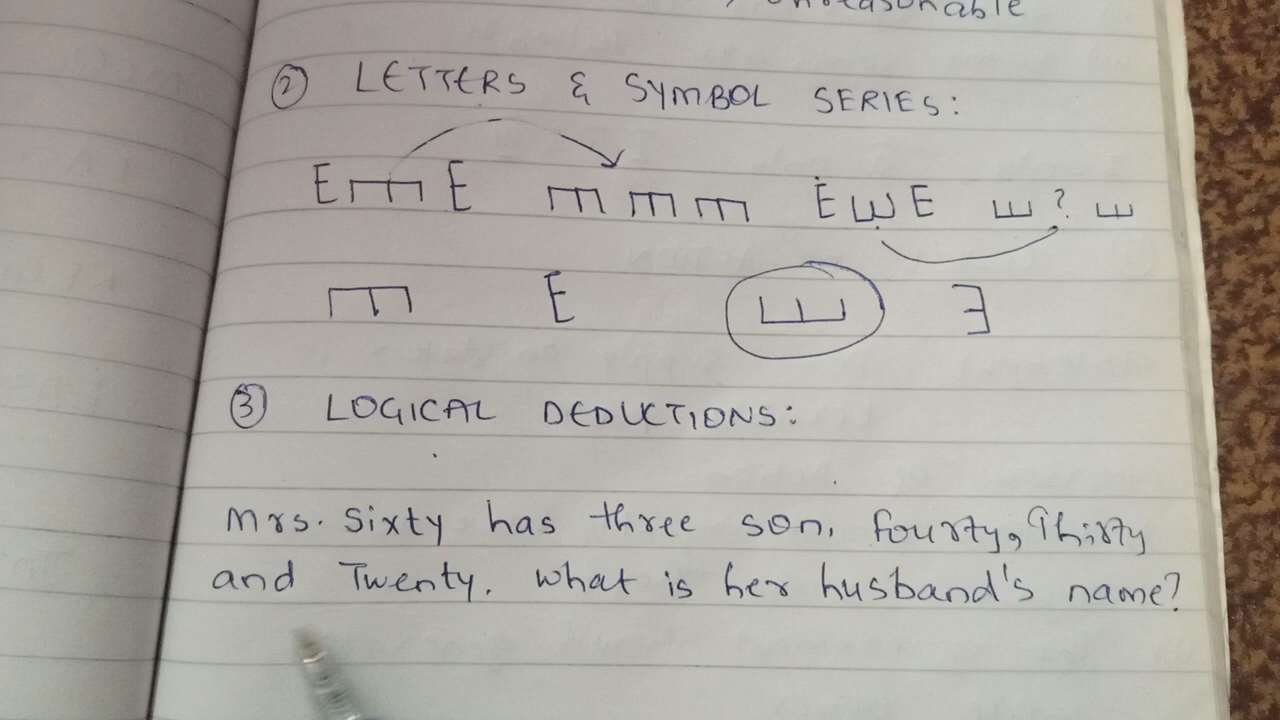 unreasonable
② LETTERS & SYMBOL SERIES:
E E E E E E E E E E ? E
E E E E
③ LOGICAL DEDUCTIONS:
Mrs. Sixty has three son, fourty, Thirty
and Twenty. What is her husband's name?